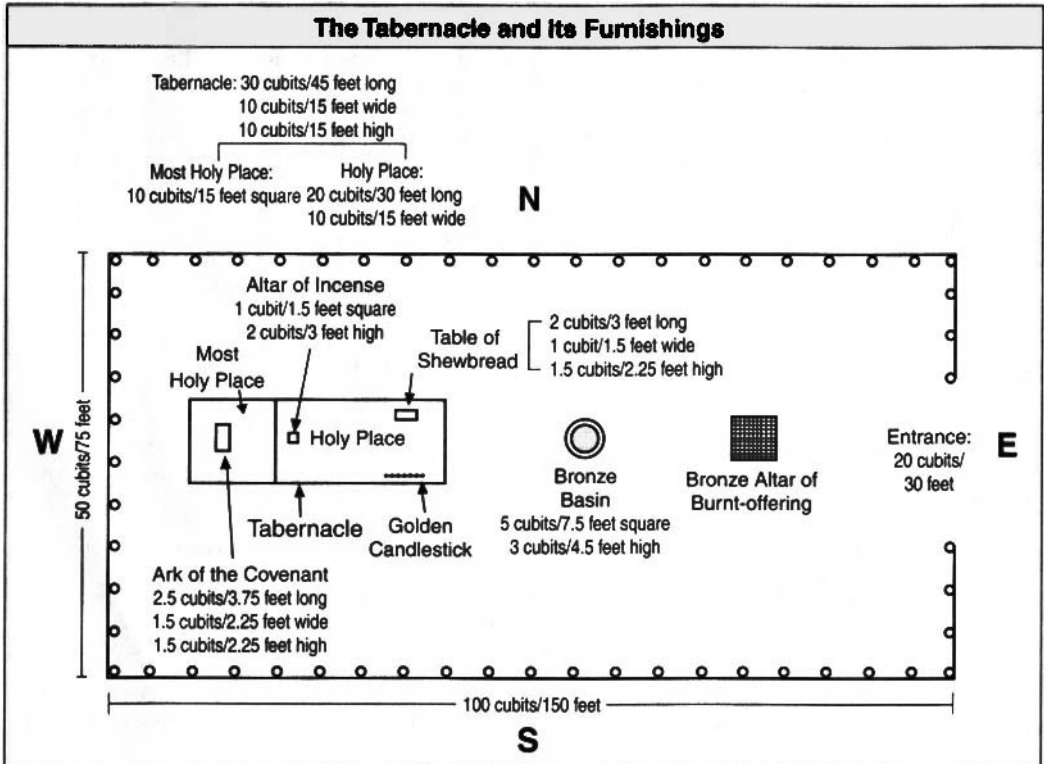 The Tabernacle and Its Furnishings
Tabernacle: 30 cubits/45 feet long
10 cubits/15 feet wide
10 cubits/15 feet high
Most Holy Place:
10 cubits/15 feet square
Holy Place:
20 cubits/30 feet long
10 cubits/15 feet wide
N
Altar of Incense
1 cubit/1.5 feet square
2 cubits/3 feet high
Table of
Shewbread
2 cubits/3 feet long
1 cubit/1.5 feet wide
1.5 cubits/2.25 feet high
Most
Holy Place
W
50 cubits/75 feet
Holy Place
Tabernacle
Golden
Candlestick
Bronze
Basin
5 cubits/7.5 feet square
3 cubits/4.5 feet high
Bronze Altar of
Burnt-offering
Entrance:
20 cubits/
30 feet
E
Ark of the Covenant
2.5 cubits/3.75 feet long
1.5 cubits/2.25 feet wide
1.5 cubits/2.25 feet high
100 cubits/150 feet
S